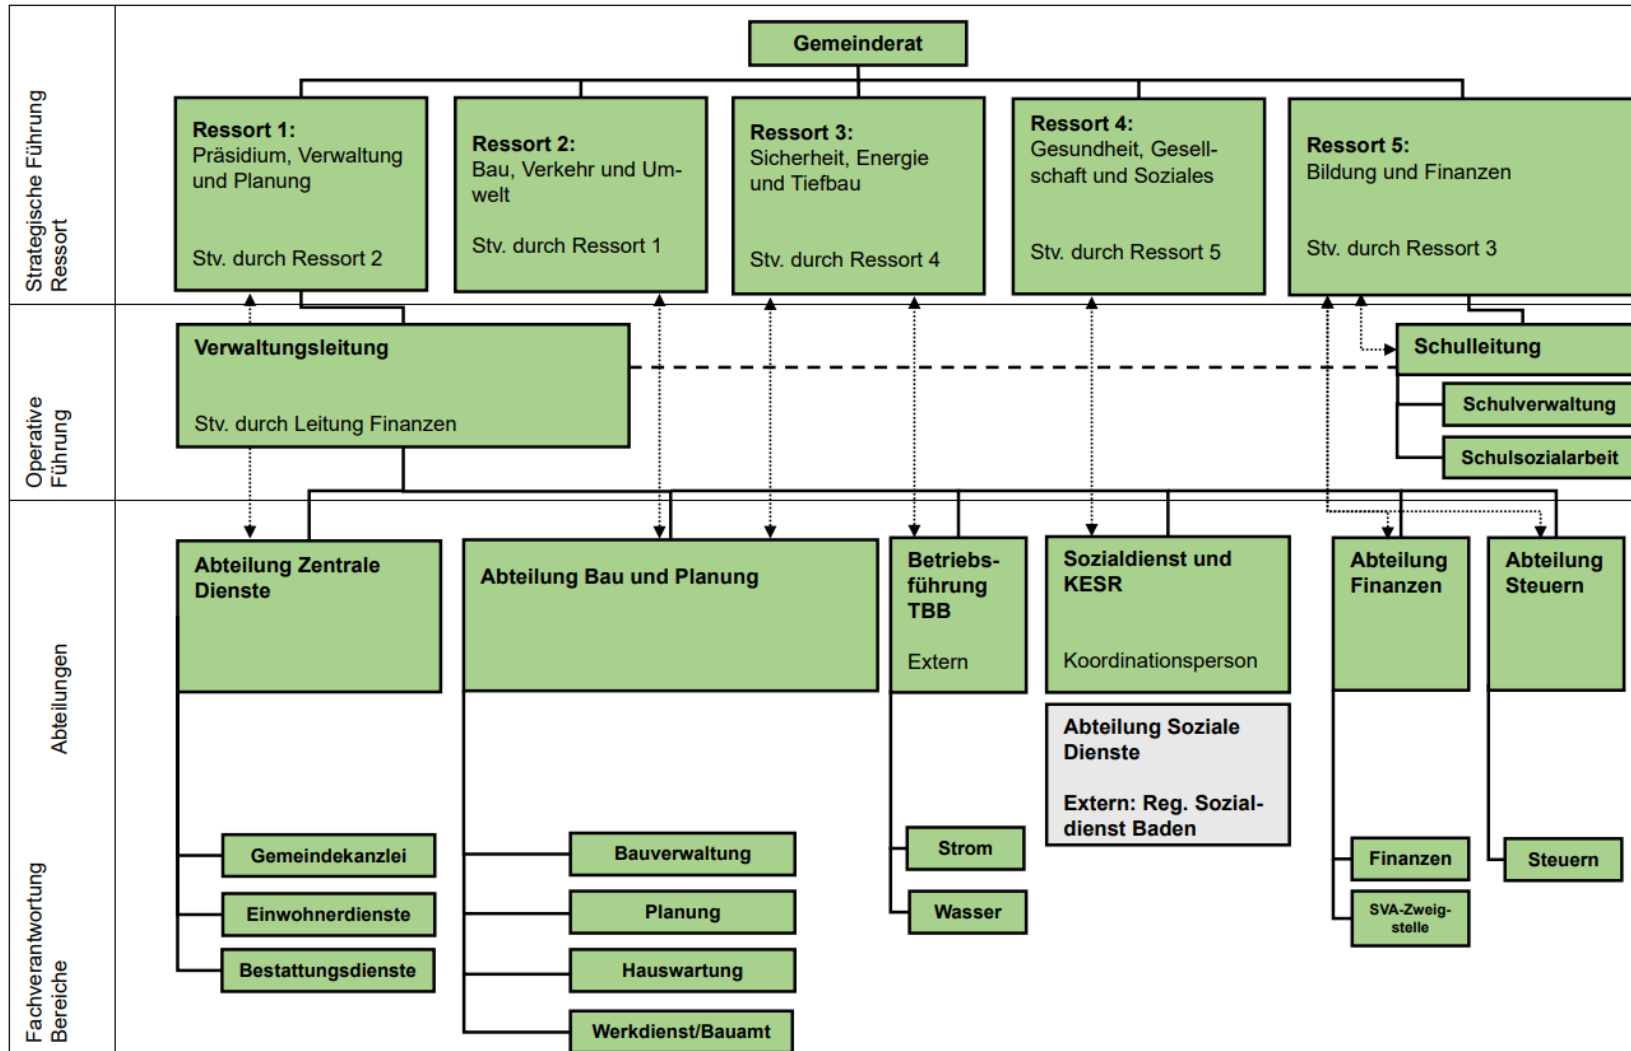 Gemeinderat
Strategische Führung
Ressort
Ressort 1:
Präsidium, Verwaltung
und Planung
Stv. durch Ressort 2
Ressort 2:
Bau, Verkehr und Um-
welt
Stv. durch Ressort 1
Ressort 3:
Sicherheit, Energie
und Tiefbau
Stv. durch Ressort 4
Ressort 4:
Gesundheit, Gesell-
schaft und Soziales
Stv. durch Ressort 5
Ressort 5:
Bildung und Finanzen
Stv. durch Ressort 3
Operative
Führung
Verwaltungsleitung
Stv. durch Leitung Finanzen
Schulleitung
Schulverwaltung
Schulsozialarbeit
Abteilungen
Abteilung Zentrale
Dienste
Abteilung Bau und Planung
Betriebs-
führung
TBB
Extern
Sozialdienst und
KESR
Koordinationsperson
Abteilung Soziale
Dienste
Extern: Reg. Sozial-
dienst Baden
Abteilung
Finanzen
Abteilung
Steuern
Fachverantwortung
Bereiche
Gemeindekanzlei
Einwohnerdienste
Bestattungsdienste
Bauverwaltung
Planung
Hauswartung
Werkdienst/Bauamt
Strom
Wasser
Finanzen
SVA-Zweig-
stelle
Steuern